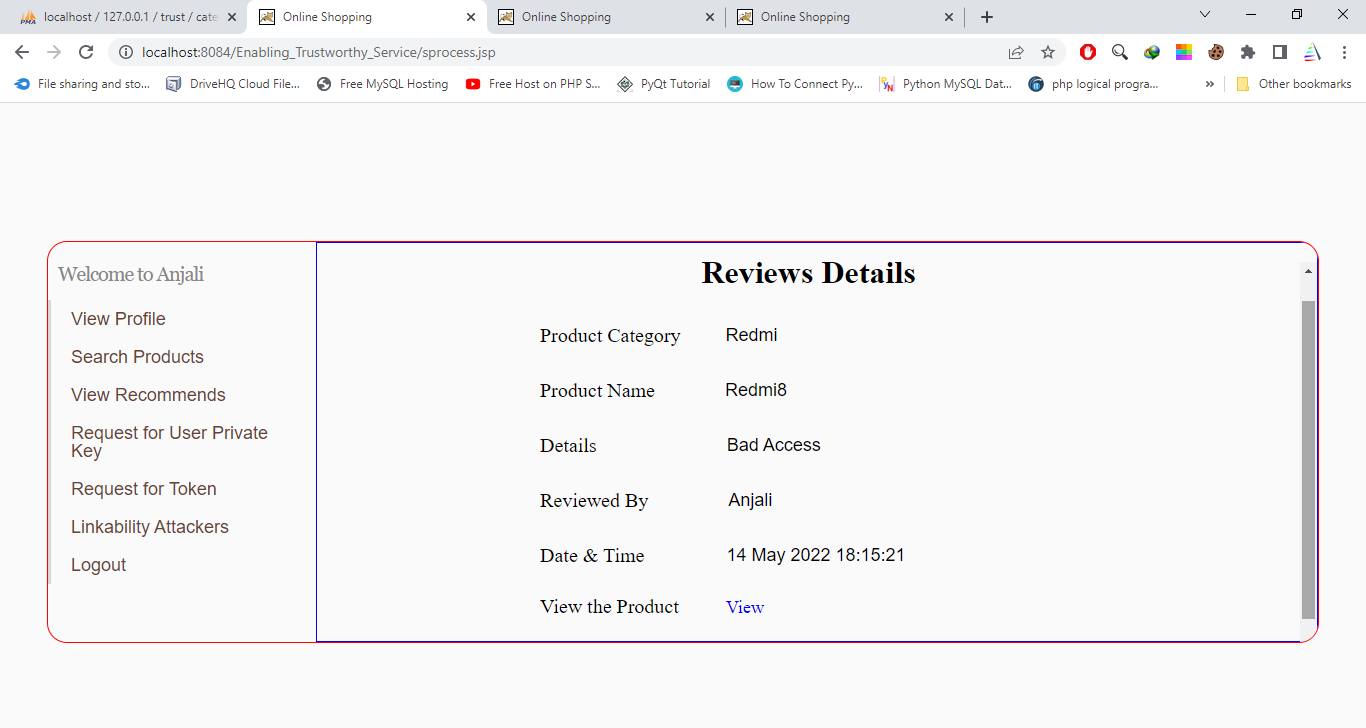 localhost / 127.0.0.1 / trust / cate
Online Shopping
Online Shopping
Online Shopping
localhost:8084/Enabling_Trustworthy_Service/sprocess.jsp
File sharing and sto...
DriveHQ Cloud File...
Free MySQL Hosting
Free Host on PHP S...
PyQt Tutorial
How To Connect Py...
Python MySQL Dat...
php logical progra...
»
Other bookmarks
Welcome to Anjali
View Profile
Search Products
View Recommends
Request for User Private
Key
Request for Token
Linkability Attackers
Logout
Reviews Details
Product Category Redmi
Product Name Redmi8
Details Bad Access
Reviewed By Anjali
Date & Time 14 May 2022 18:15:21
View the Product View